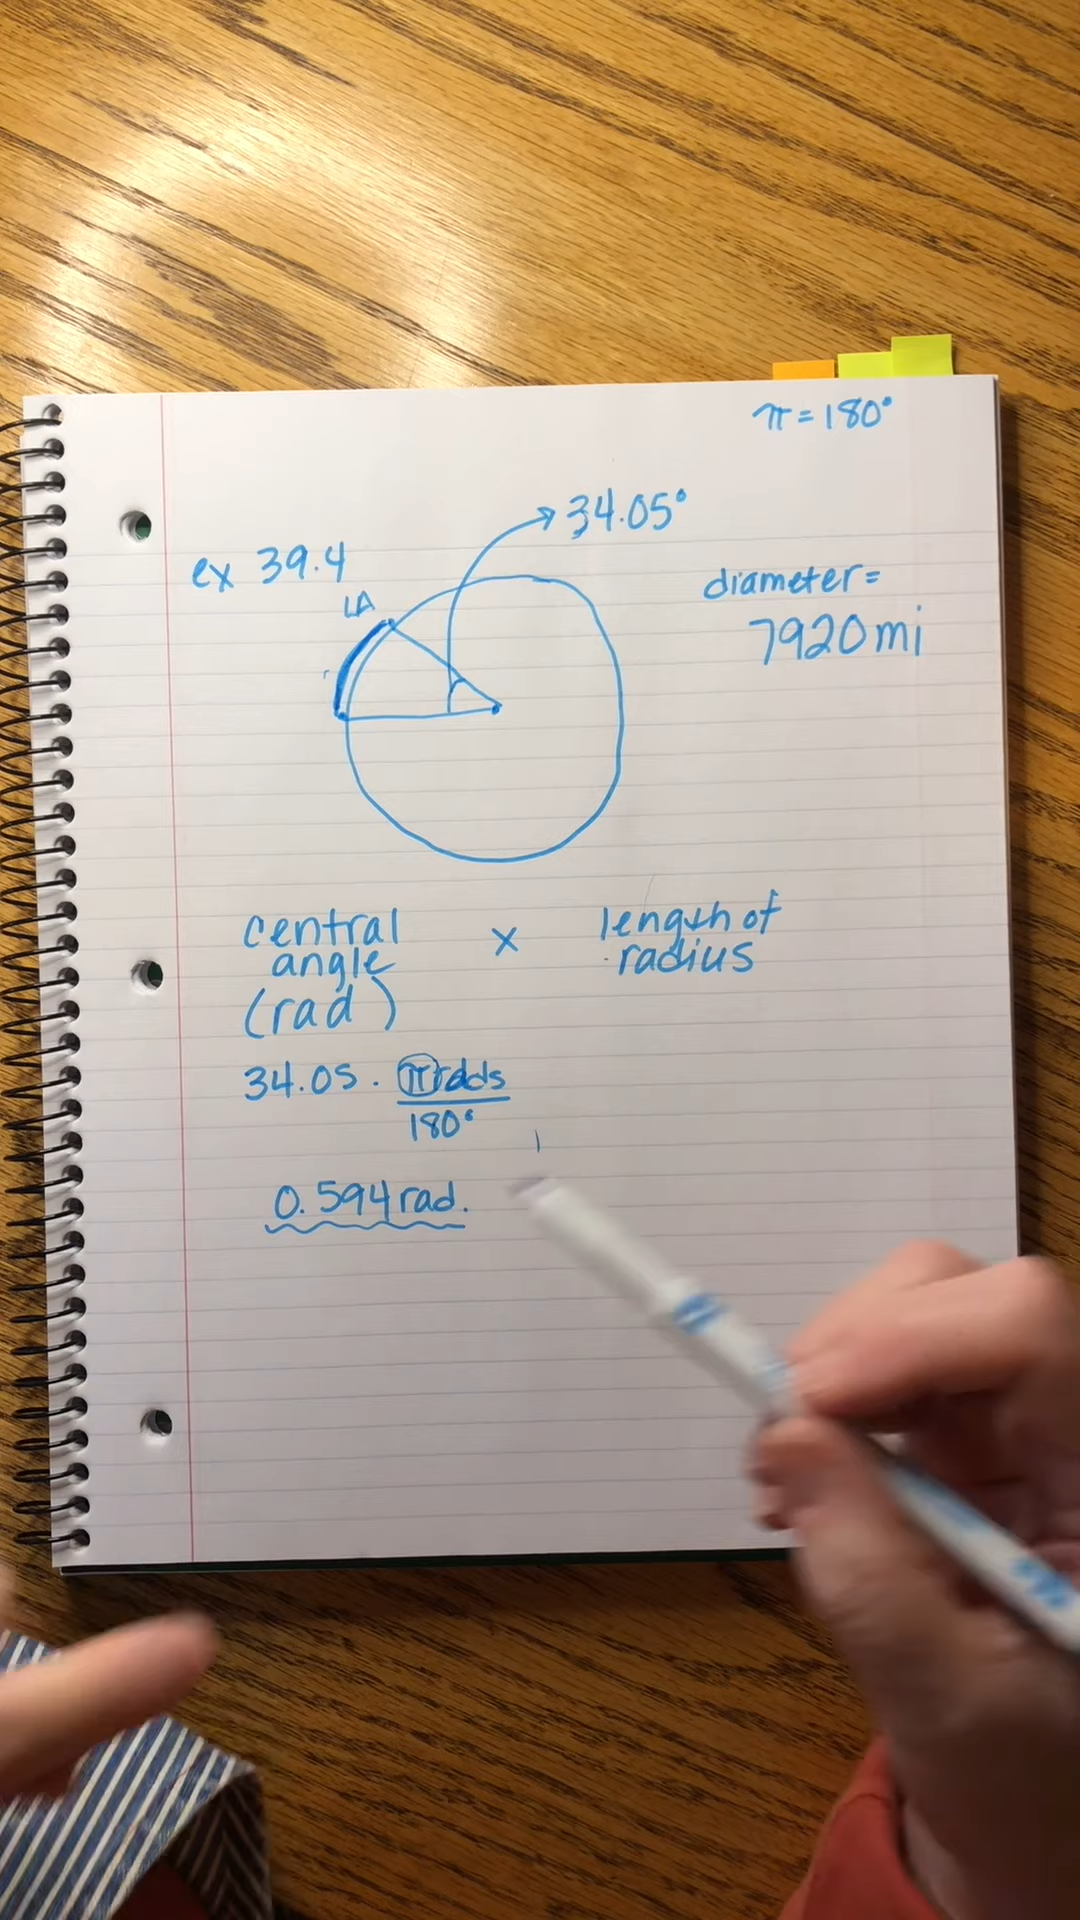 π = 180°
34.05°
ex 39.4
diameter =
LA
7920 mi
central
angle
(rad)
x
length of
radius
34.05 · π rads
180°
0.594 rad.